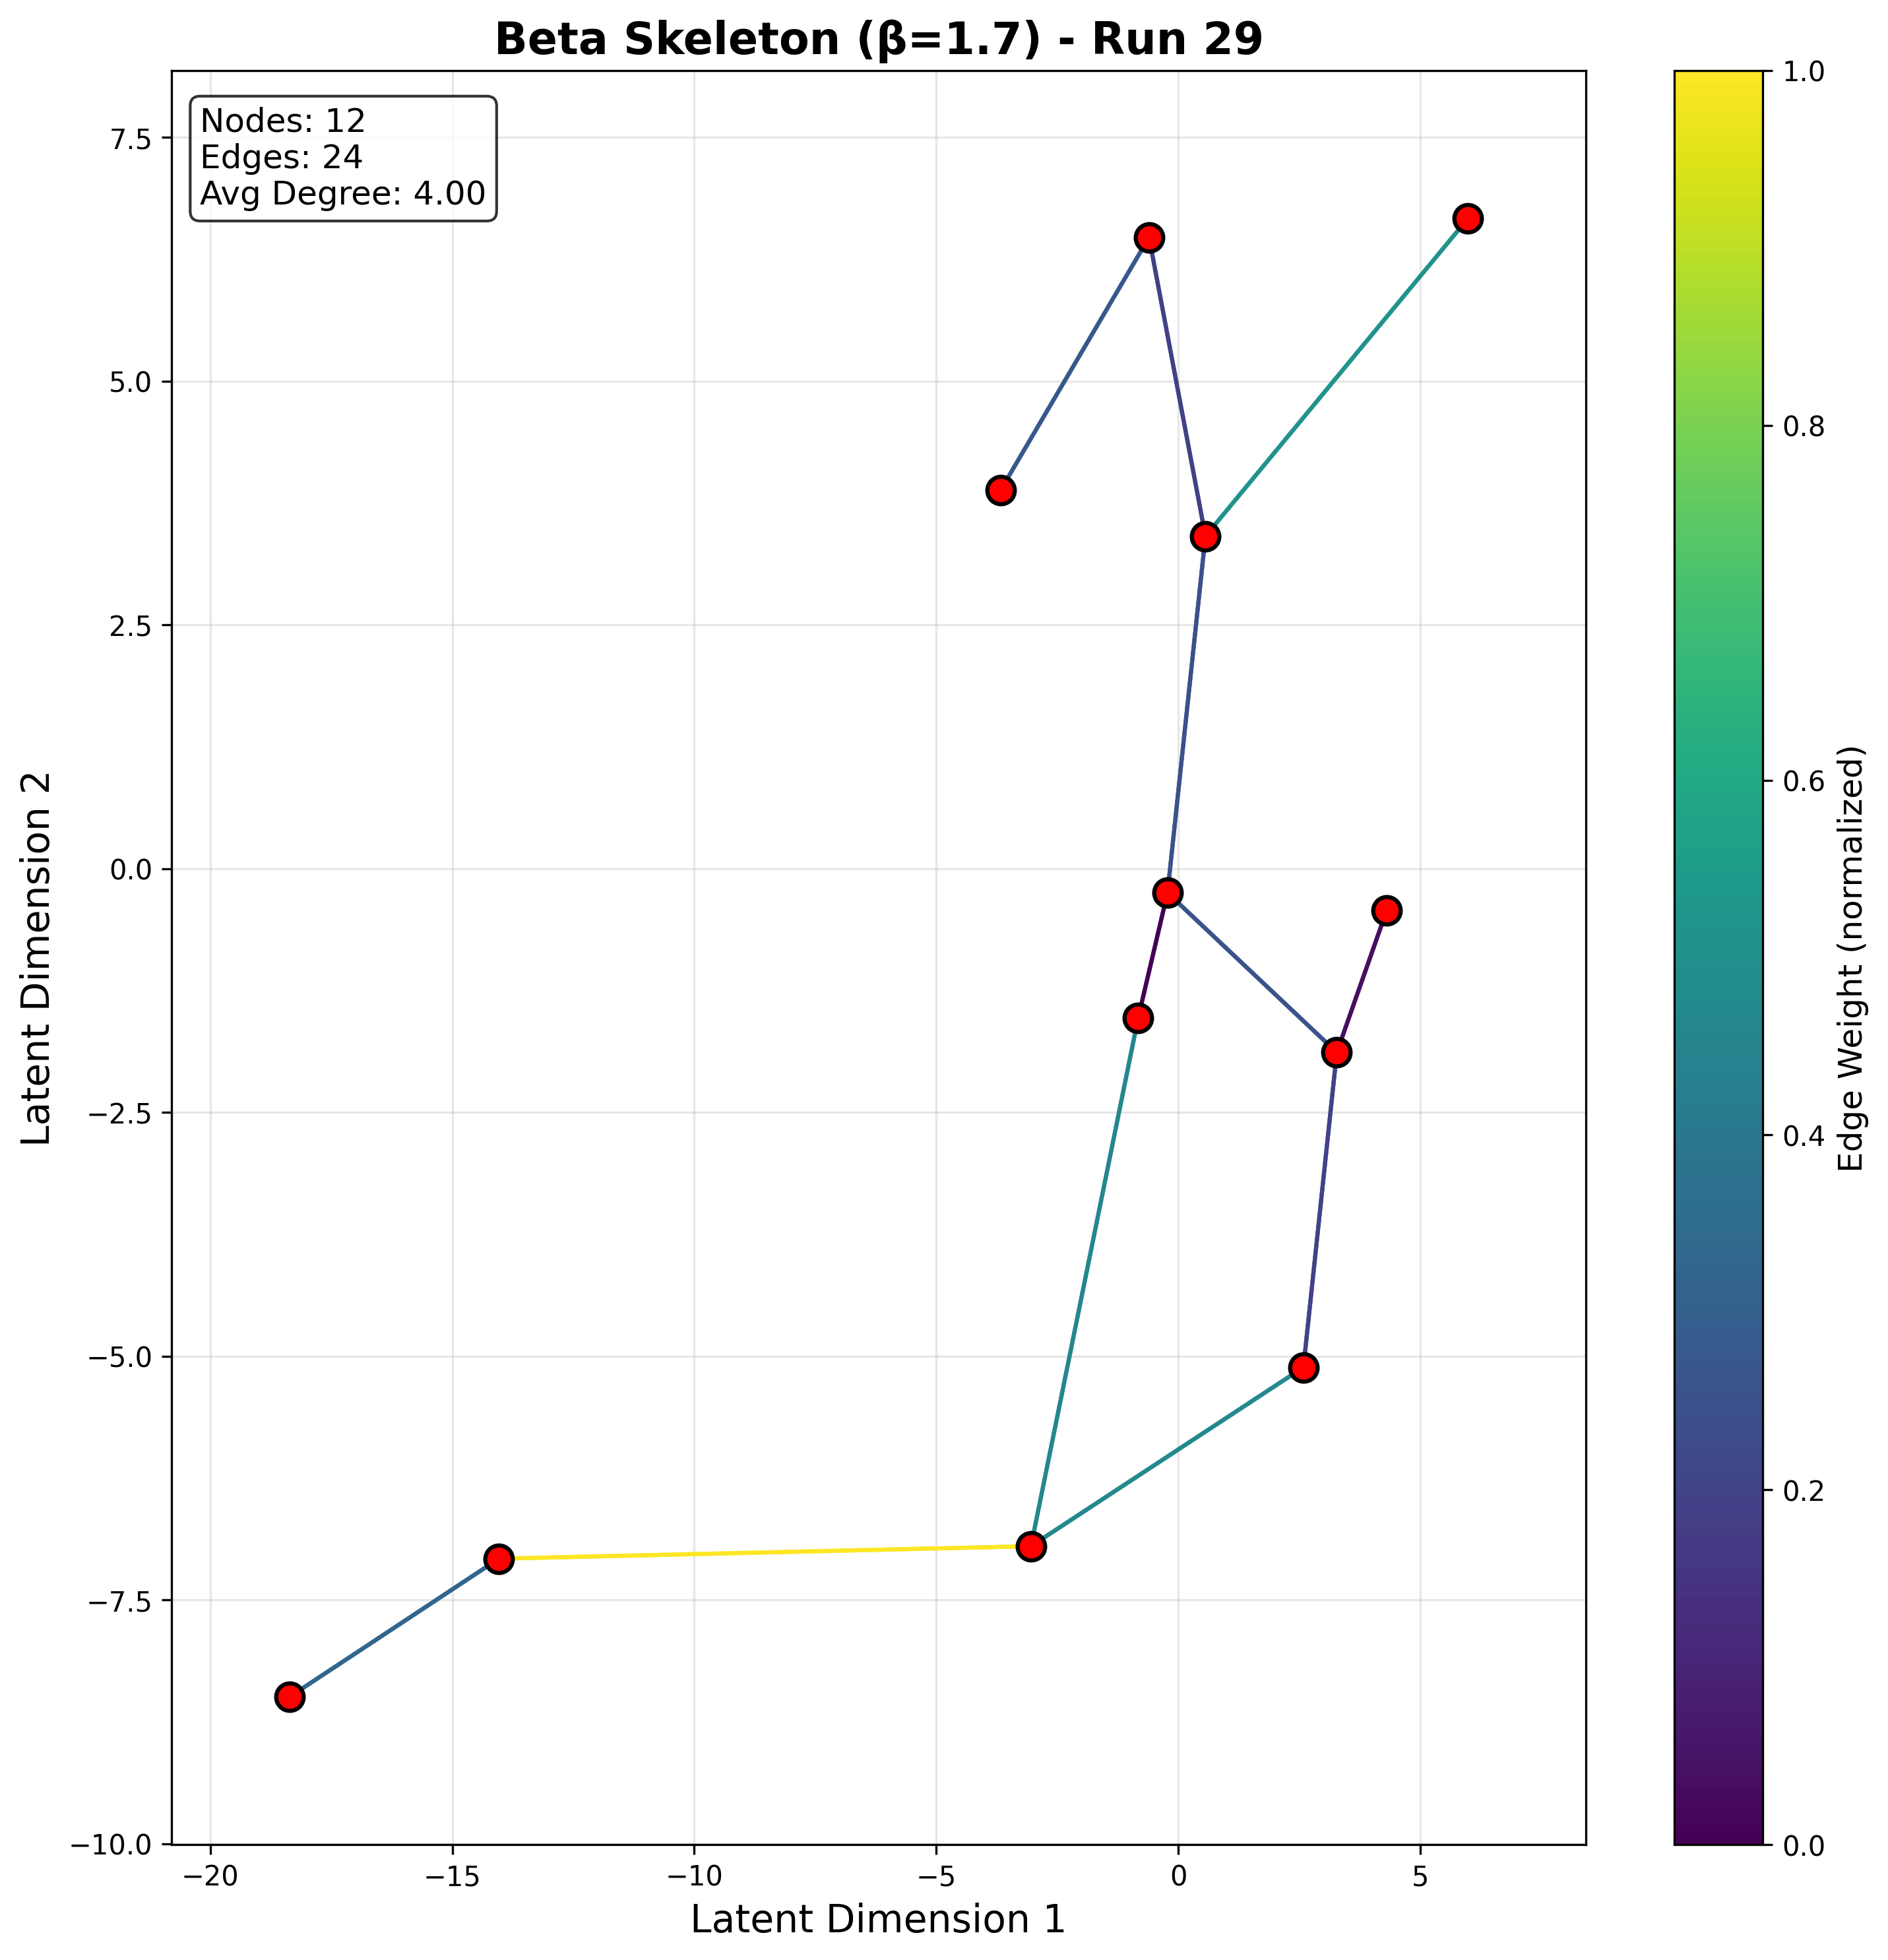 Beta Skeleton (β=1.7) - Run 29
Nodes: 12
Edges: 24
Avg Degree: 4.00
7.5
5.0
2.5
0.0
−2.5
−5.0
−7.5
−10.0
Latent Dimension 2
−20
−15
−10
−5
0
5
Latent Dimension 1
1.0
0.8
0.6
0.4
0.2
0.0
Edge Weight (normalized)